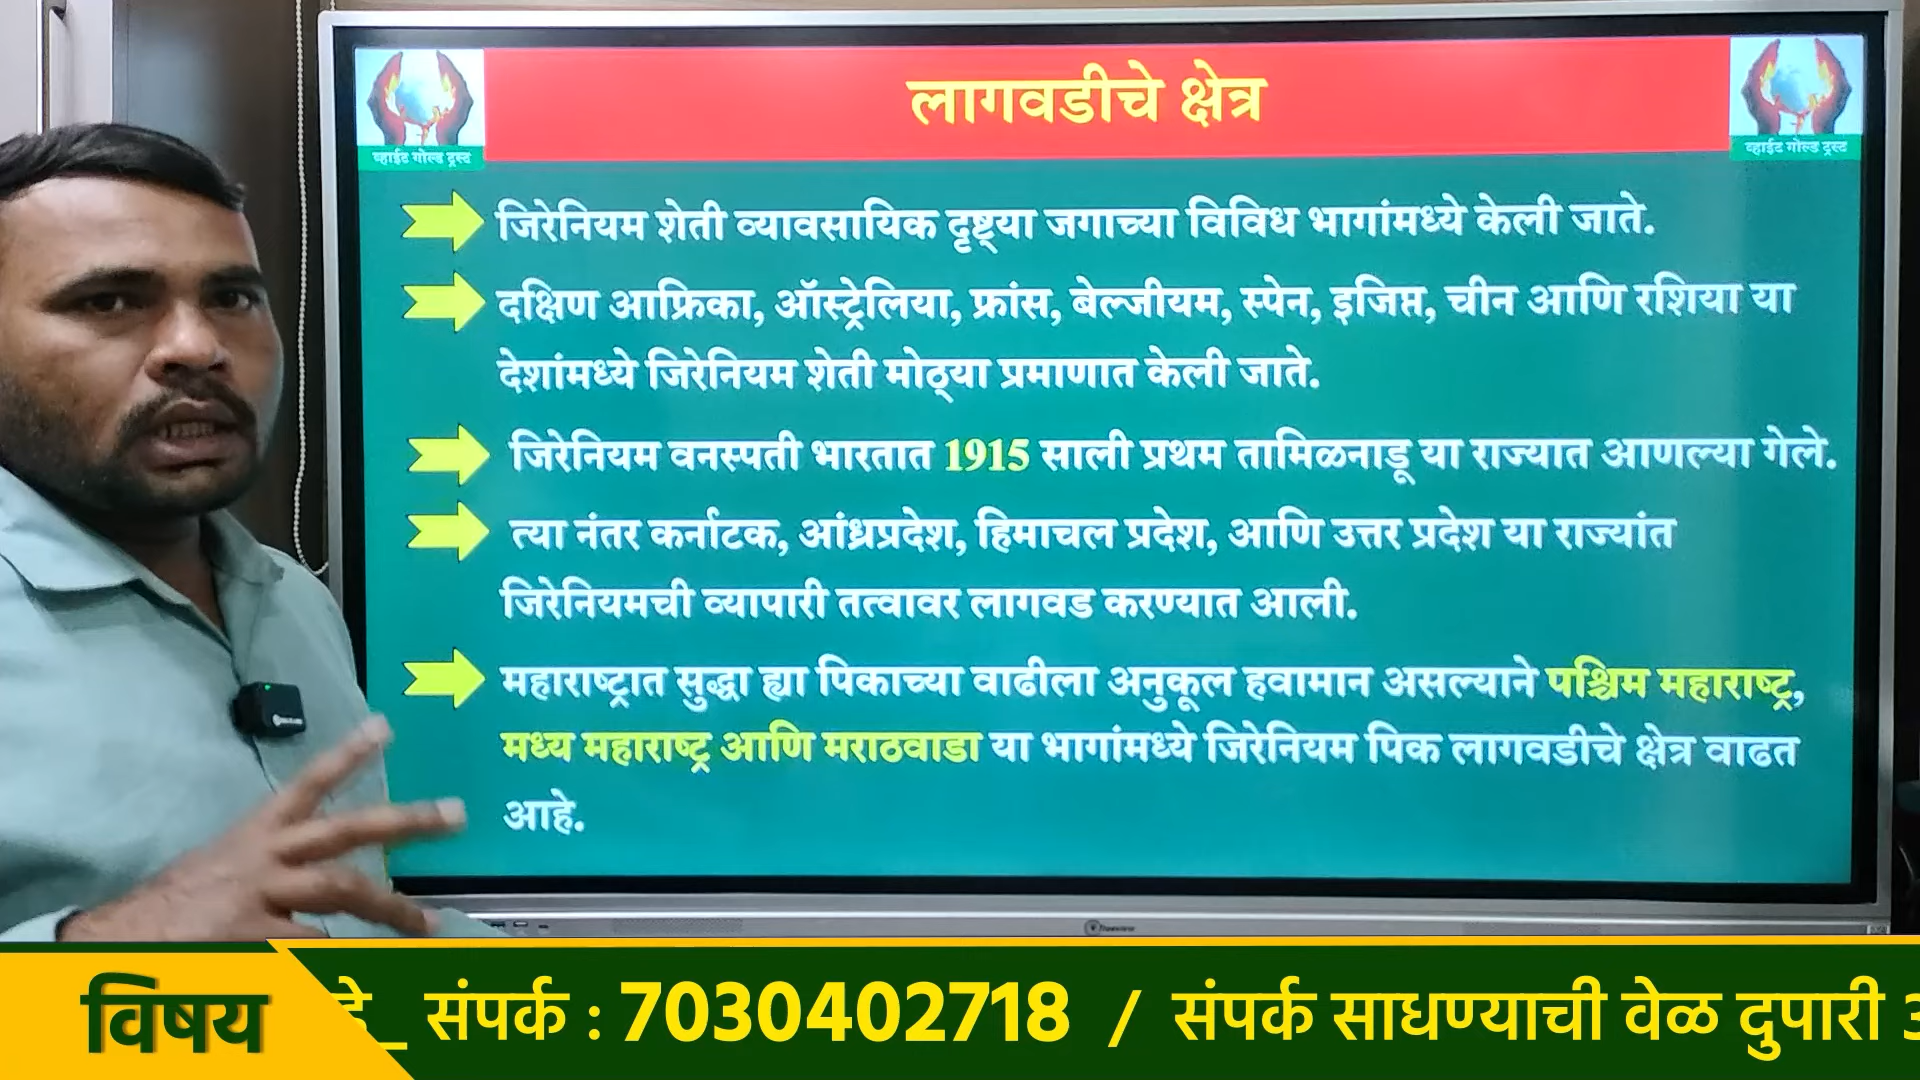 लागवडीचे क्षेत्र
व्हाईट गोल्ड ट्रस्ट
व्हाईट गोल्ड ट्रस्ट
जिरेनियम शेती व्यावसायिक दृष्ट्या जगाच्या विविध भागांमध्ये केली जाते.
दक्षिण आफ्रिका, ऑस्ट्रेलिया, फ्रांस, बेल्जीयम, स्पेन, इजिप्त, चीन आणि रशिया या
देशांमध्ये जिरेनियम शेती मोठ्या प्रमाणात केली जाते.
जिरेनियम वनस्पती भारतात 1915 साली प्रथम तामिळनाडू या राज्यात आणल्या गेले.
त्या नंतर कर्नाटक, आंध्रप्रदेश, हिमाचल प्रदेश, आणि उत्तर प्रदेश या राज्यांत
जिरेनियमची व्यापारी तत्वावर लागवड करण्यात आली.
महाराष्ट्रात सुद्धा ह्या पिकाच्या वाढीला अनुकूल हवामान असल्याने पश्चिम महाराष्ट्र,
मध्य महाराष्ट्र आणि मराठवाडा या भागांमध्ये जिरेनियम पिक लागवडीचे क्षेत्र वाढत
आहे.
विषय
संपर्क : 7030402718 / संपर्क साधण्याची वेळ दुपारी